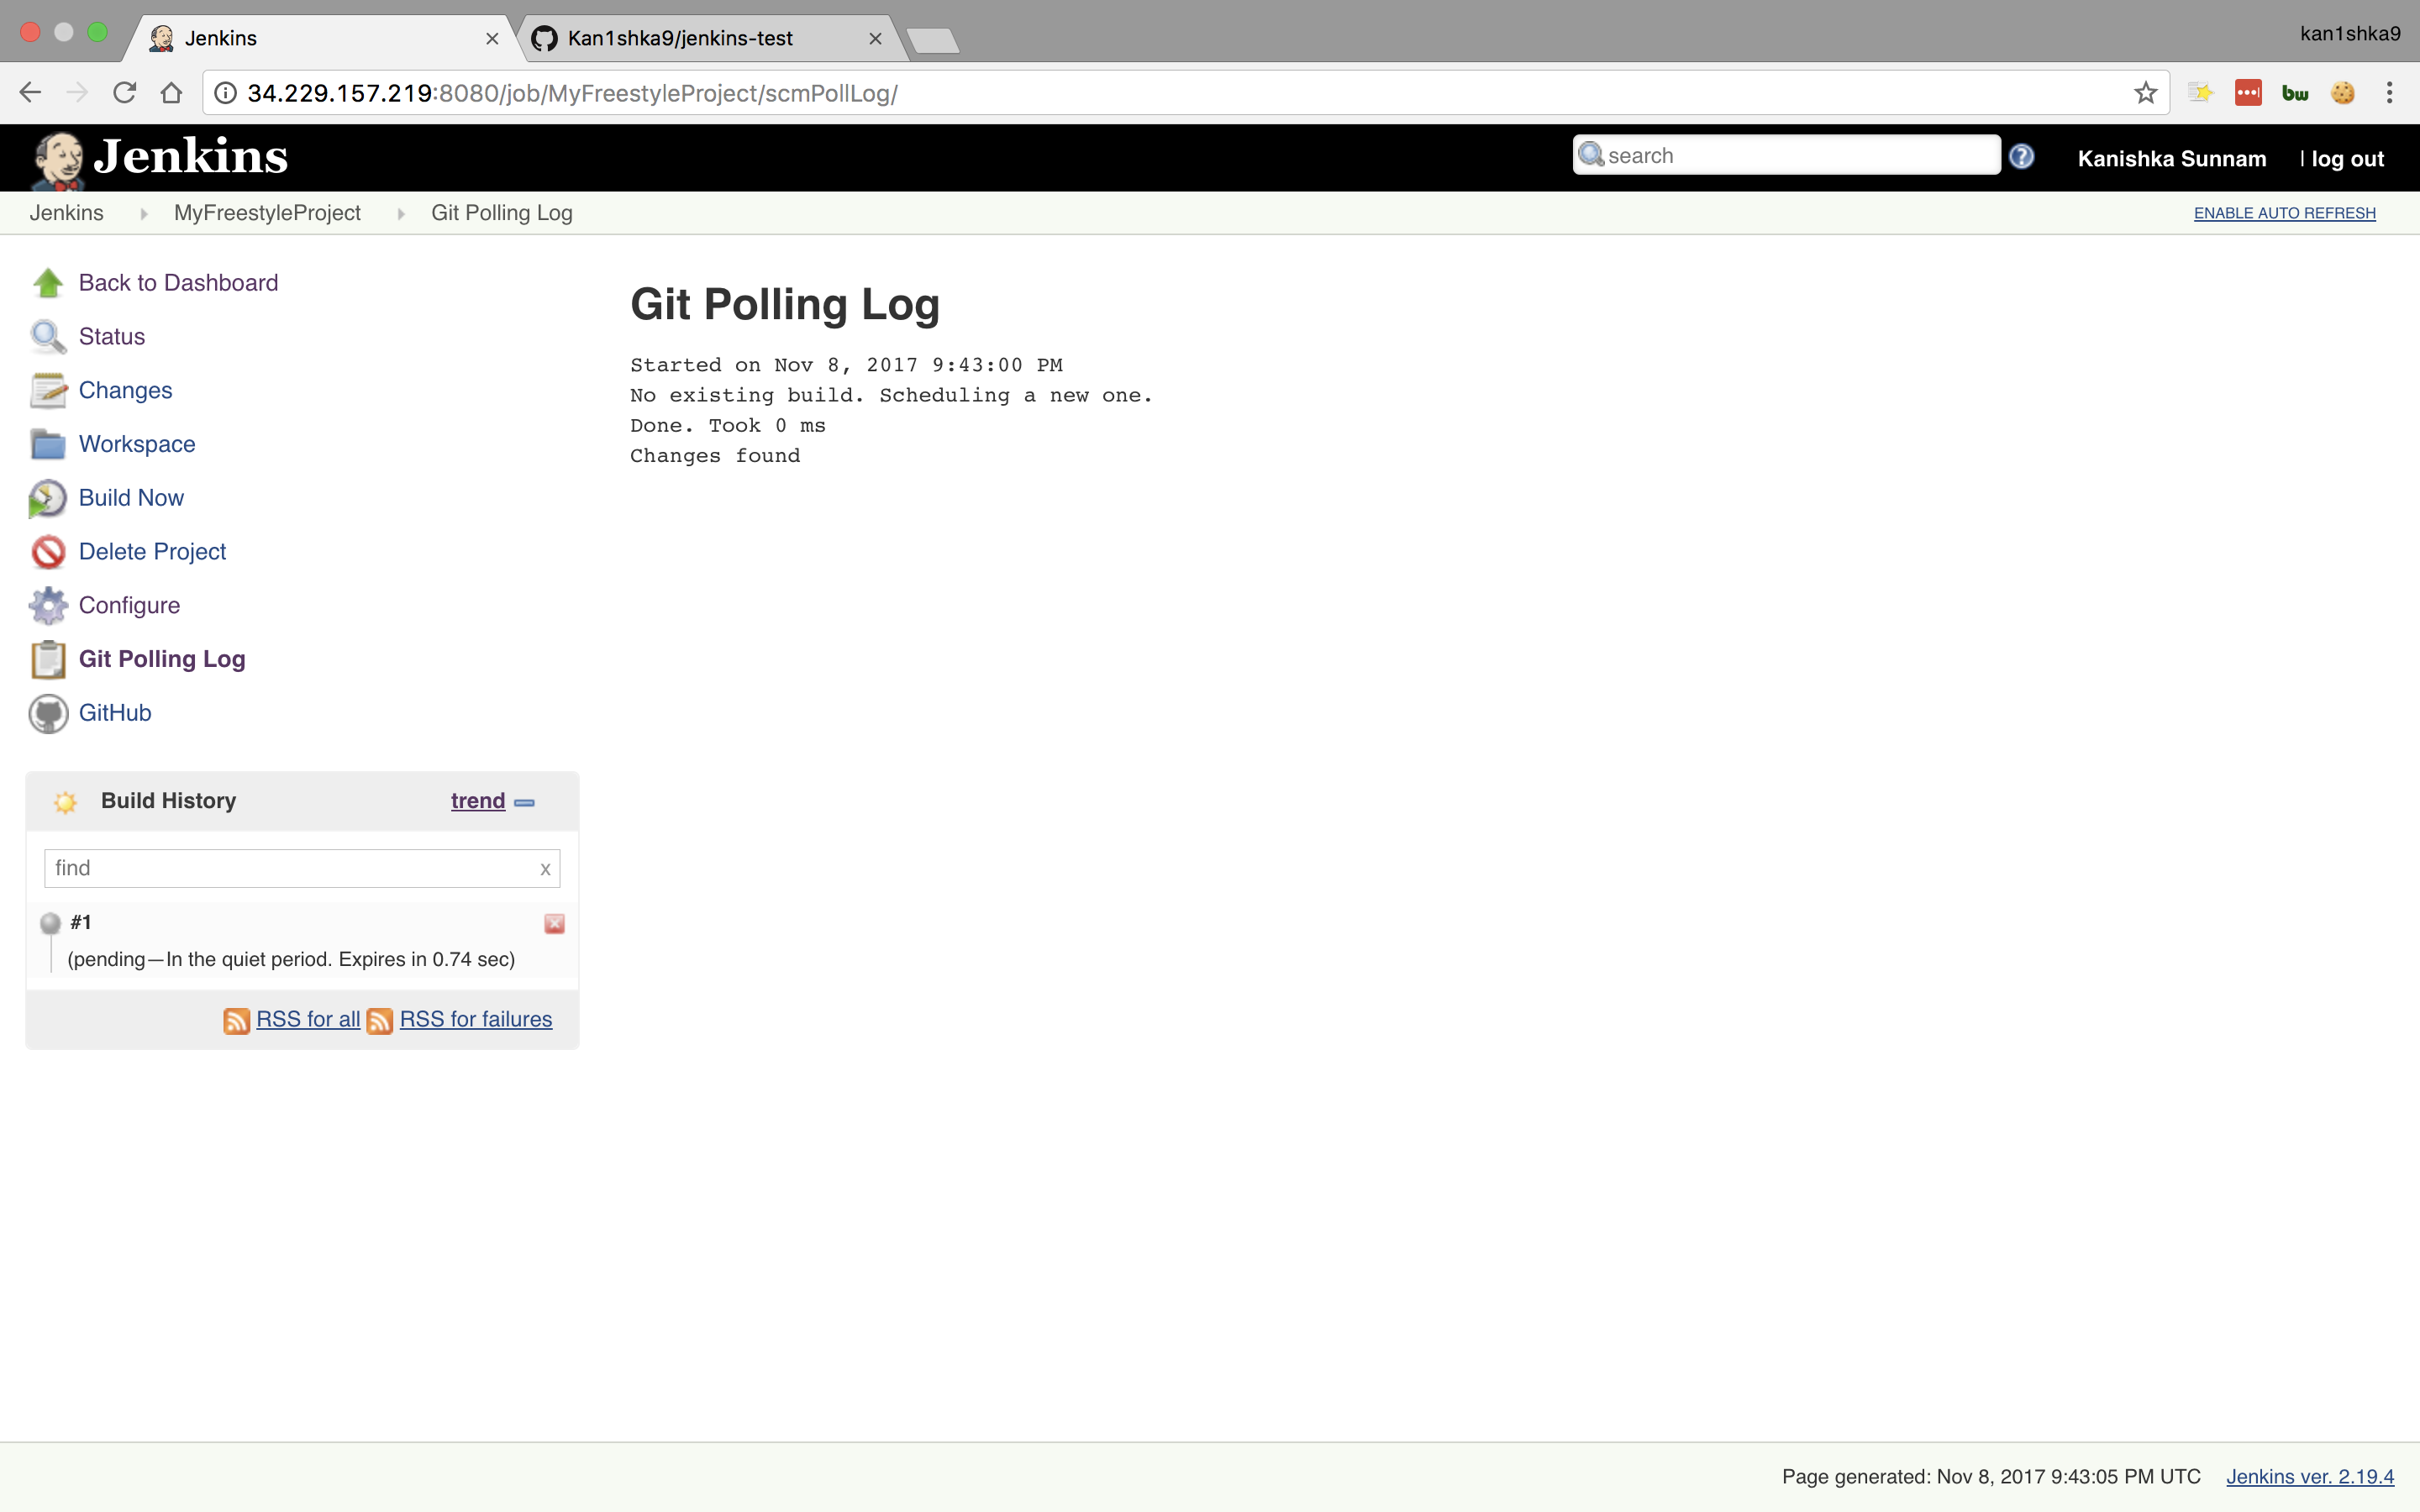 Jenkins
Kan1shka9/jenkins-test
kan1shka9
34.229.157.219:8080/job/MyFreestyleProject/scmPollLog/
bw
Jenkins
search
?
Kanishka Sunnam
| log out
Jenkins
MyFreestyleProject
Git Polling Log
ENABLE AUTO REFRESH
Back to Dashboard
Status
Changes
Workspace
Build Now
Delete Project
Configure
Git Polling Log
GitHub
Git Polling Log
Started on Nov 8, 2017 9:43:00 PM
No existing build. Scheduling a new one.
Done. Took 0 ms
Changes found
Build History
trend
find
x
#1
(pending—In the quiet period. Expires in 0.74 sec)
RSS for all
RSS for failures
Page generated: Nov 8, 2017 9:43:05 PM UTC
Jenkins ver. 2.19.4